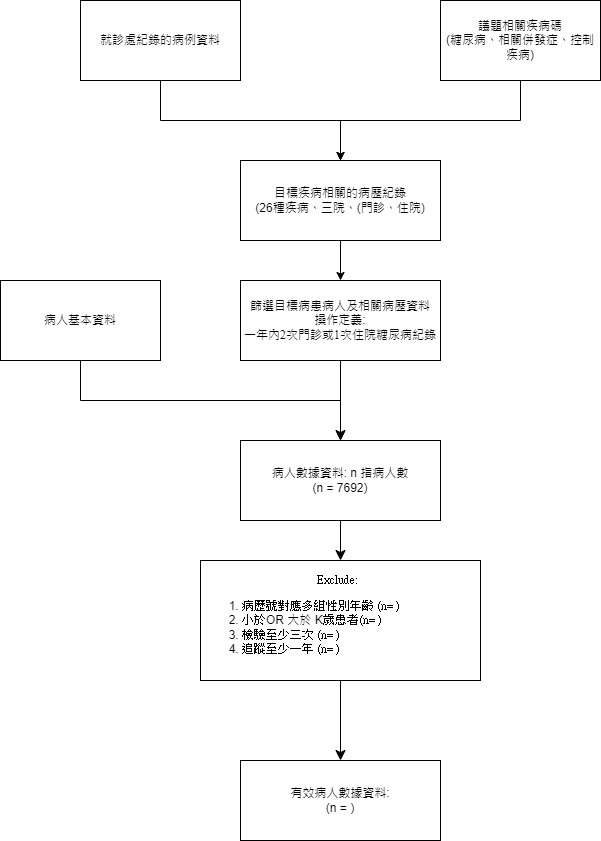 就診處紀錄的病例資料
議題相關疾病碼
(糖尿病、相關併發症、控制
疾病)
目標疾病相關的病歷紀錄
(26種疾病、三院、(門診、住院)
病人基本資料
篩選目標病患病人及相關病歷資料
操作定義:
一年內2次門診或1次住院糖尿病紀錄
病人數據資料: n 指病人數
(n = 7692)
Exclude:
1. 病歷號對應多組性別年齡 (n= )
2. 小於OR 大於 K歲患者(n= )
3. 檢驗至少三次 (n= )
4. 追蹤至少一年 (n= )
有效病人數據資料:
(n = )